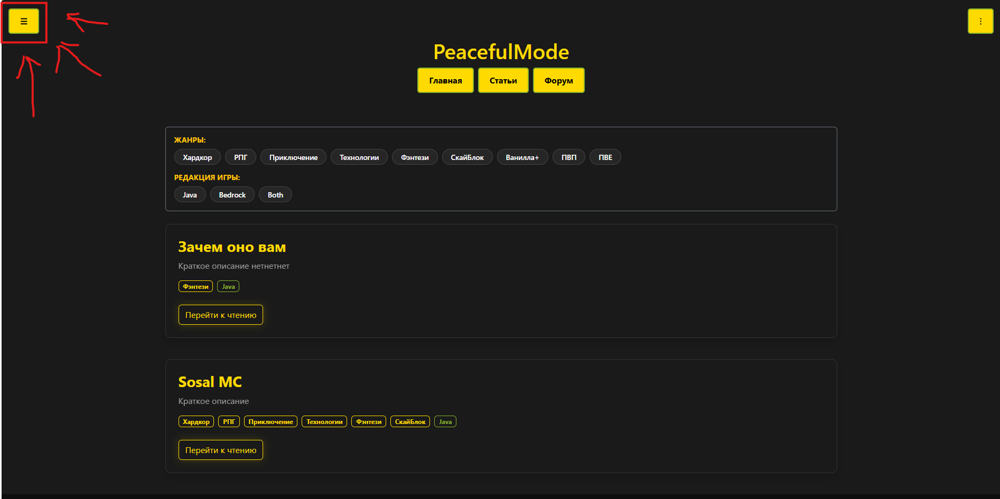 ☰
⋮
PeacefulMode
Главная Статьи Форум
ЖАНРЫ:
Хардкор РПГ Приключение Технологии Фэнтези СкайБлок Ванилла+ ПВП ПВЕ
РЕДАКЦИЯ ИГРЫ:
Java Bedrock Both
Зачем оно вам
Краткое описание нетнетнет
Фэнтези Java
Перейти к чтению
Sosal MC
Краткое описание
Хардкор РПГ Приключение Технологии Фэнтези СкайБлок Java
Перейти к чтению